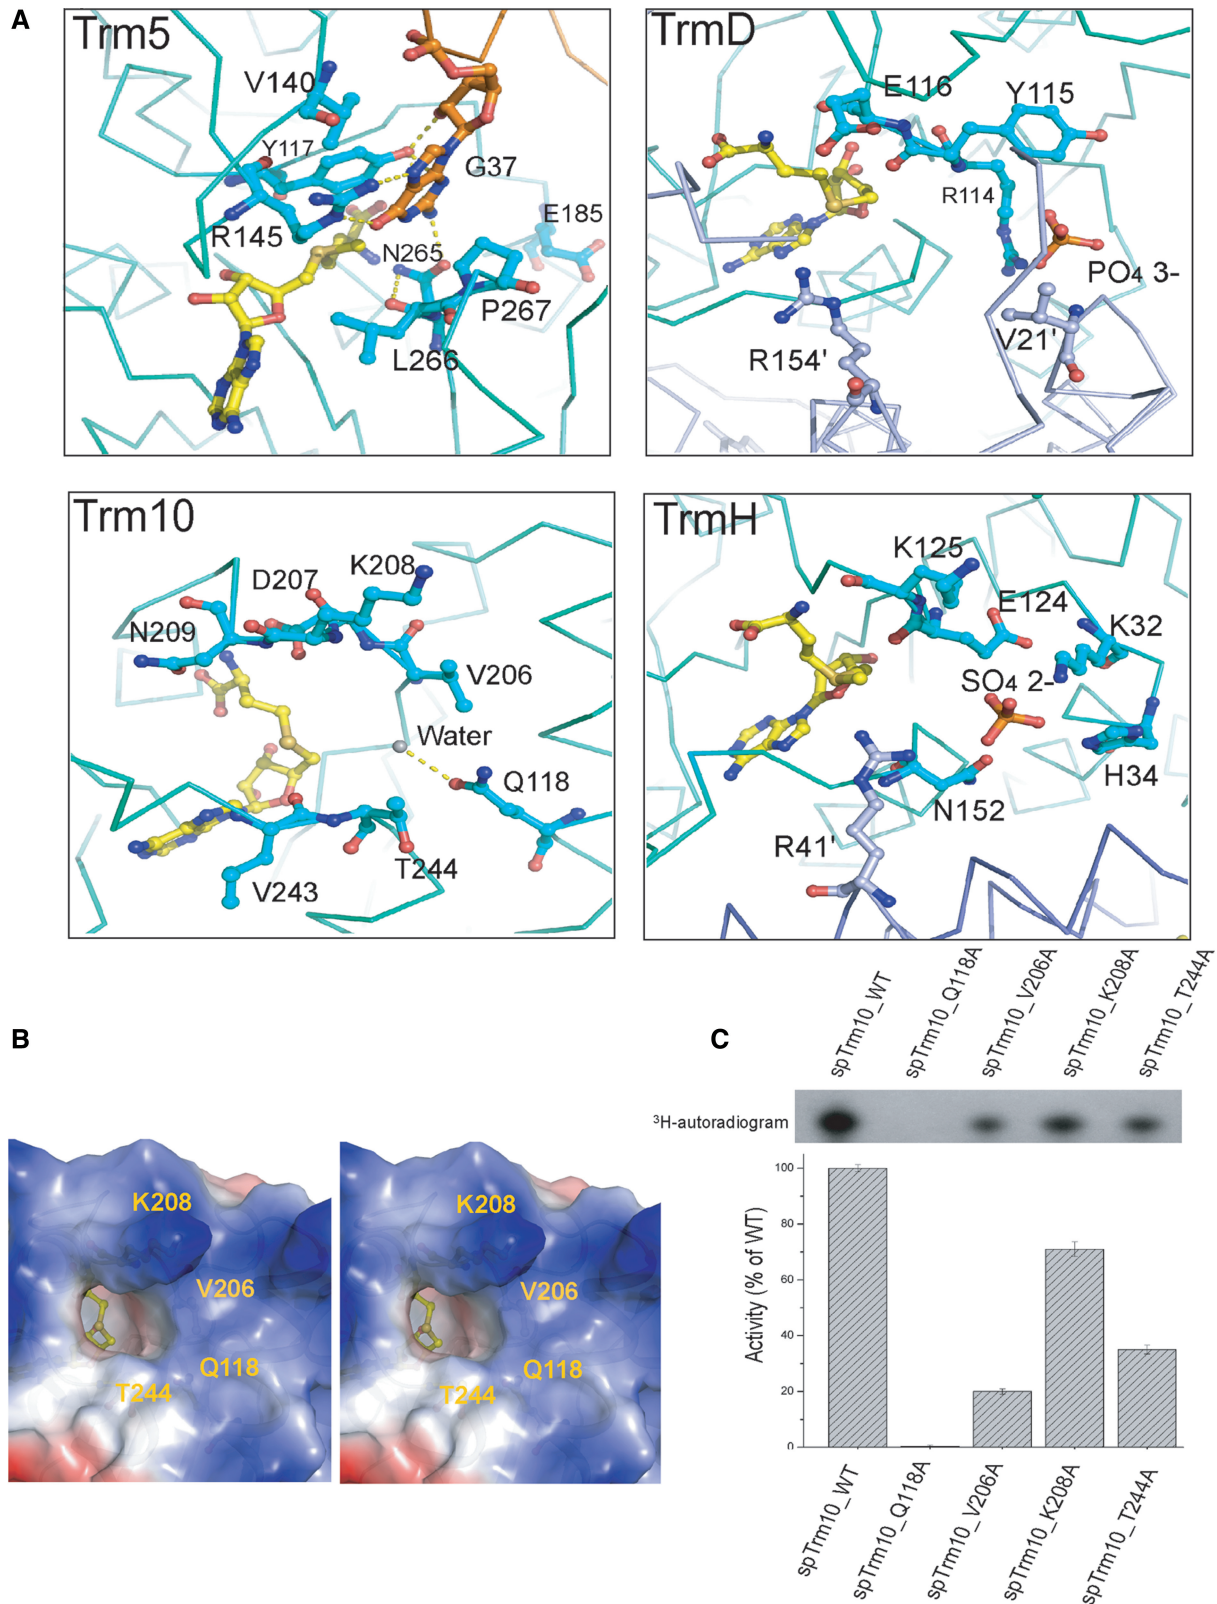 A
Trm5
V140
Y117
G37
R145
E185
N265
P267
L266
TrmD
E116
Y115
R114
PO₄ 3-
V21'
R154'
Trm10
K208
D207
N209
V206
Water
Q118
T244
V243
TrmH
K125
E124
K32
SO₄ 2-
H34
N152
R41'
B
K208
V206
Q118
T244
K208
V206
Q118
T244
C
spTrm10_WT
spTrm10_Q118A
spTrm10_V206A
spTrm10_K208A
spTrm10_T244A
³H-autoradiogram
Activity (% of WT)
100
80
60
40
20
0
spTrm10_WT
spTrm10_Q118A
spTrm10_V206A
spTrm10_K208A
spTrm10_T244A